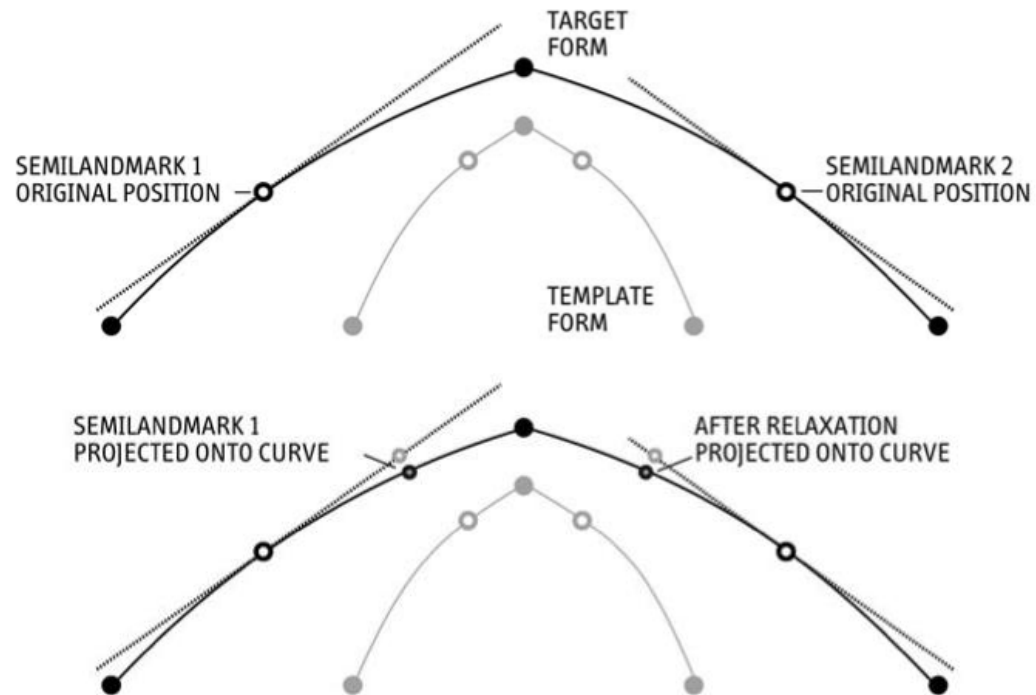 TARGET
FORM
SEMILANDMARK 1
ORIGINAL POSITION
SEMILANDMARK 2
ORIGINAL POSITION
TEMPLATE
FORM
SEMILANDMARK 1
PROJECTED ONTO CURVE
AFTER RELAXATION
PROJECTED ONTO CURVE